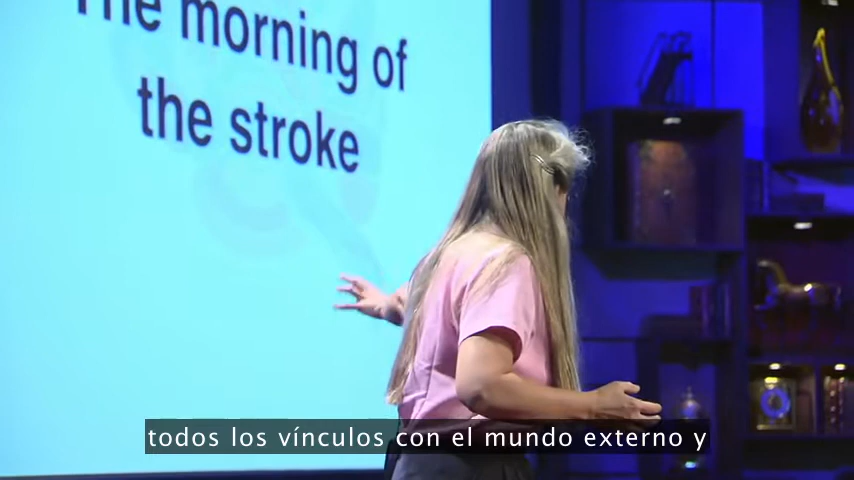 The morning of
the stroke
todos los vínculos con el mundo externo y